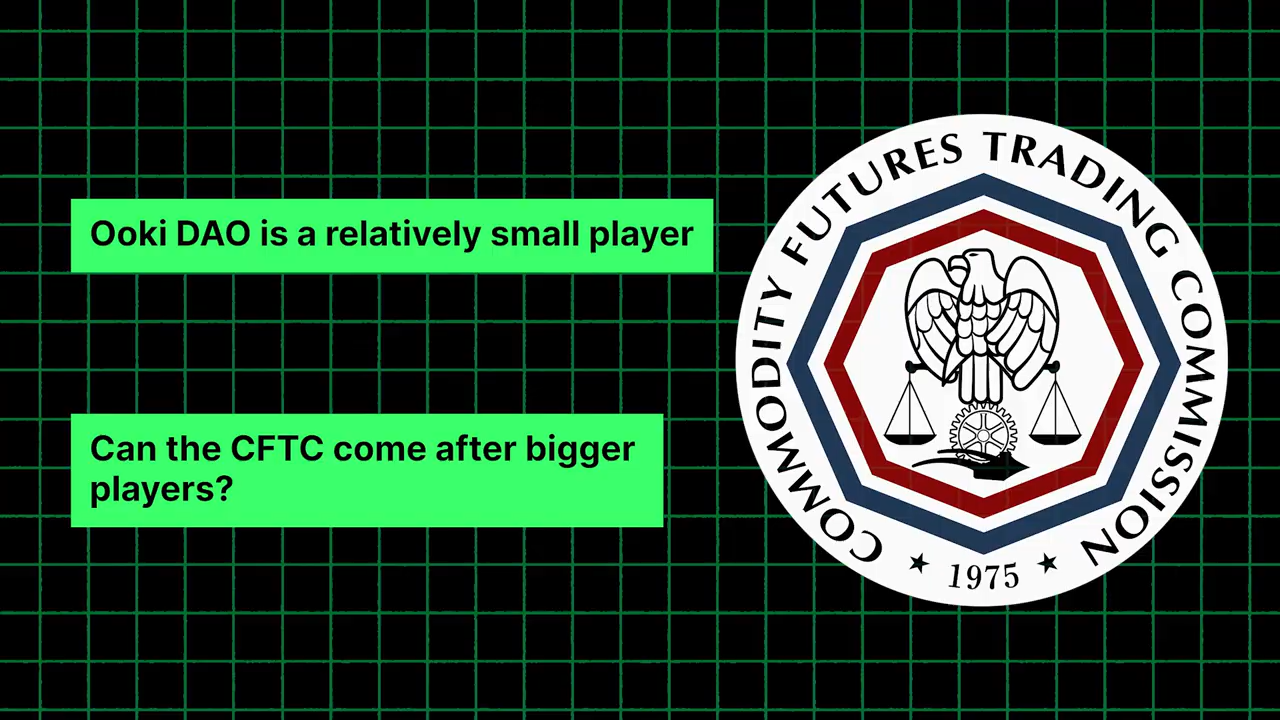 Ooki DAO is a relatively small player
Can the CFTC come after bigger
players?
COMMODITY FUTURES TRADING COMMISSION
★ 1975 ★